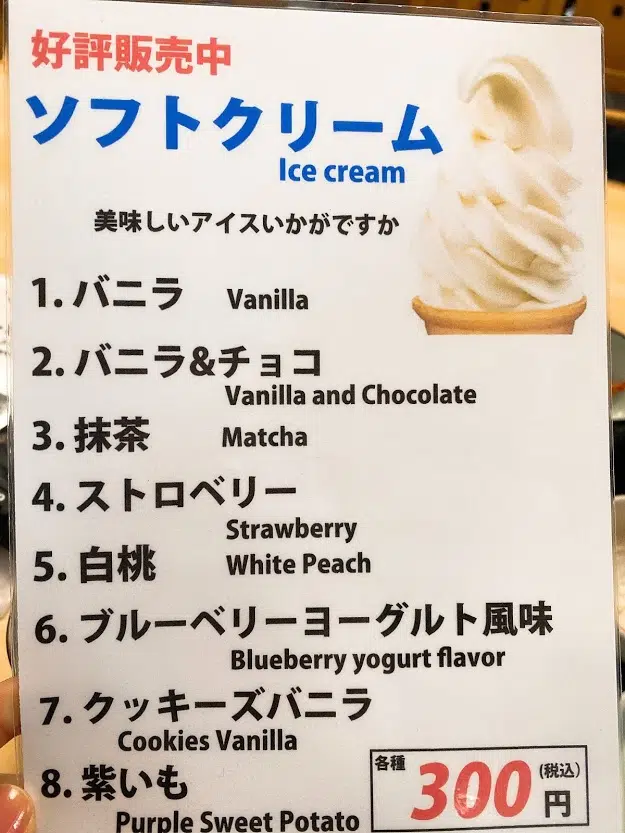 好評販売中
ソフトクリーム
Ice cream
美味しいアイスいかがですか
1. バニラ Vanilla
2. バニラ&チョコ
Vanilla and Chocolate
3. 抹茶 Matcha
4. ストロベリー
Strawberry
5. 白桃 White Peach
6. ブルーベリーヨーグルト風味
Blueberry yogurt flavor
7. クッキーズバニラ
Cookies Vanilla
8. 紫いも
Purple Sweet Potato
各種 300円 (税込)